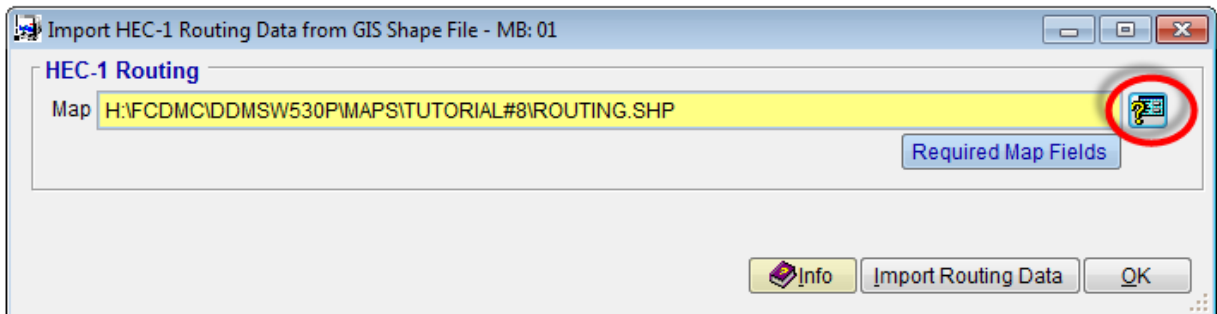 Import HEC-1 Routing Data from GIS Shape File - MB: 01
HEC-1 Routing
Map H:\FCDMC\DDMSW530P\MAPS\TUTORIAL#8\ROUTING.SHP
Required Map Fields
Info Import Routing Data OK